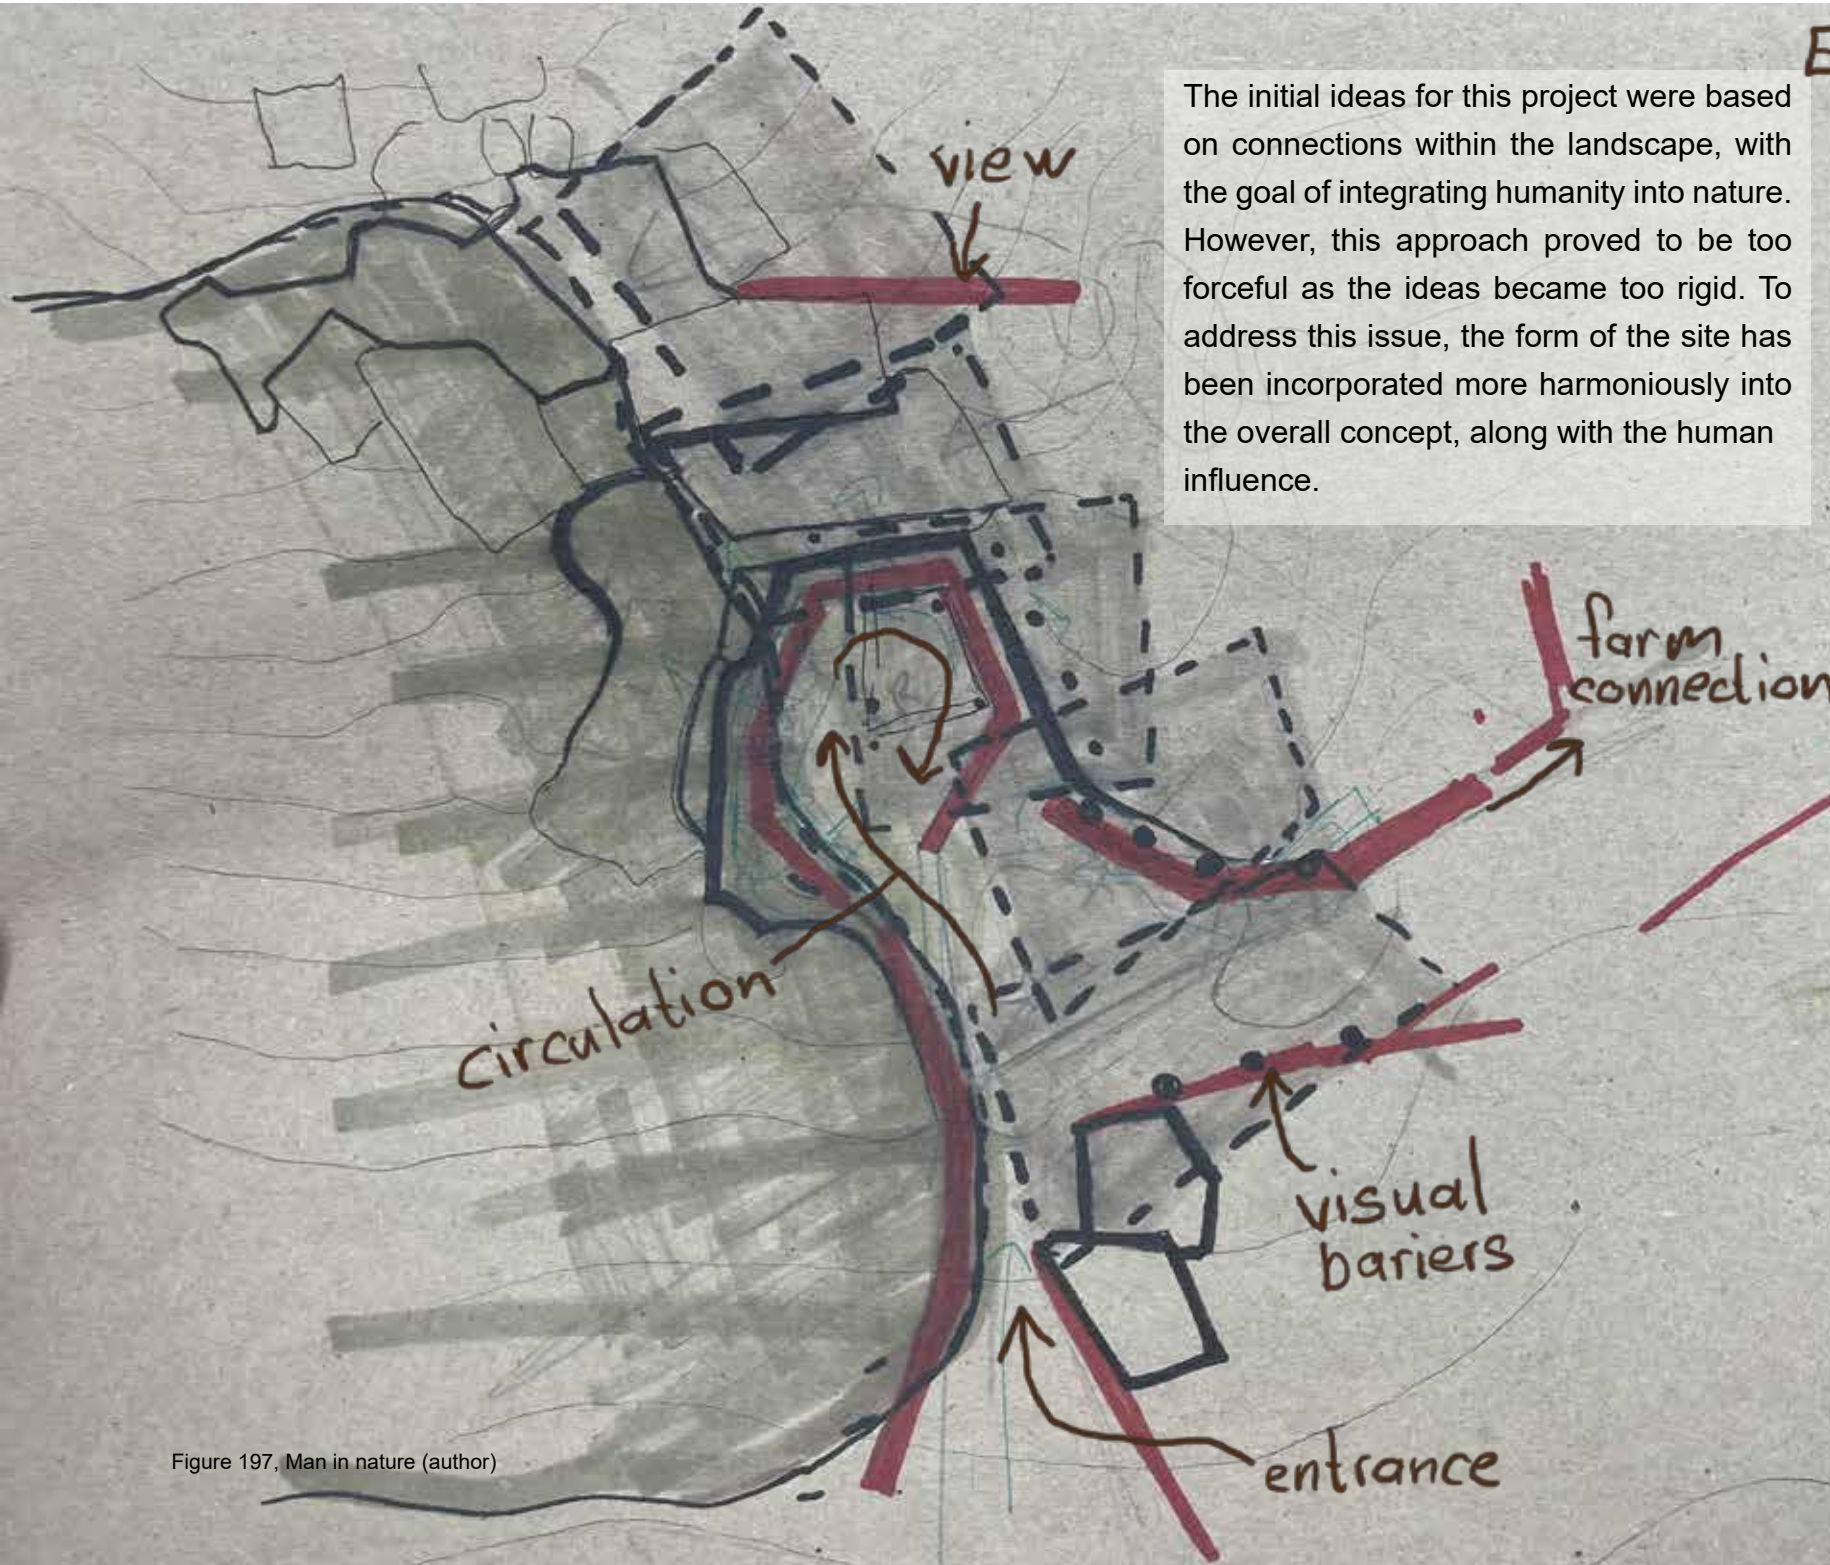 E
view
The initial ideas for this project were based
on connections within the landscape, with
the goal of integrating humanity into nature.
However, this approach proved to be too
forceful as the ideas became too rigid. To
address this issue, the form of the site has
been incorporated more harmoniously into
the overall concept, along with the human
influence.
farm
connection
circulation
visual
bariers
entrance
Figure 197, Man in nature (author)